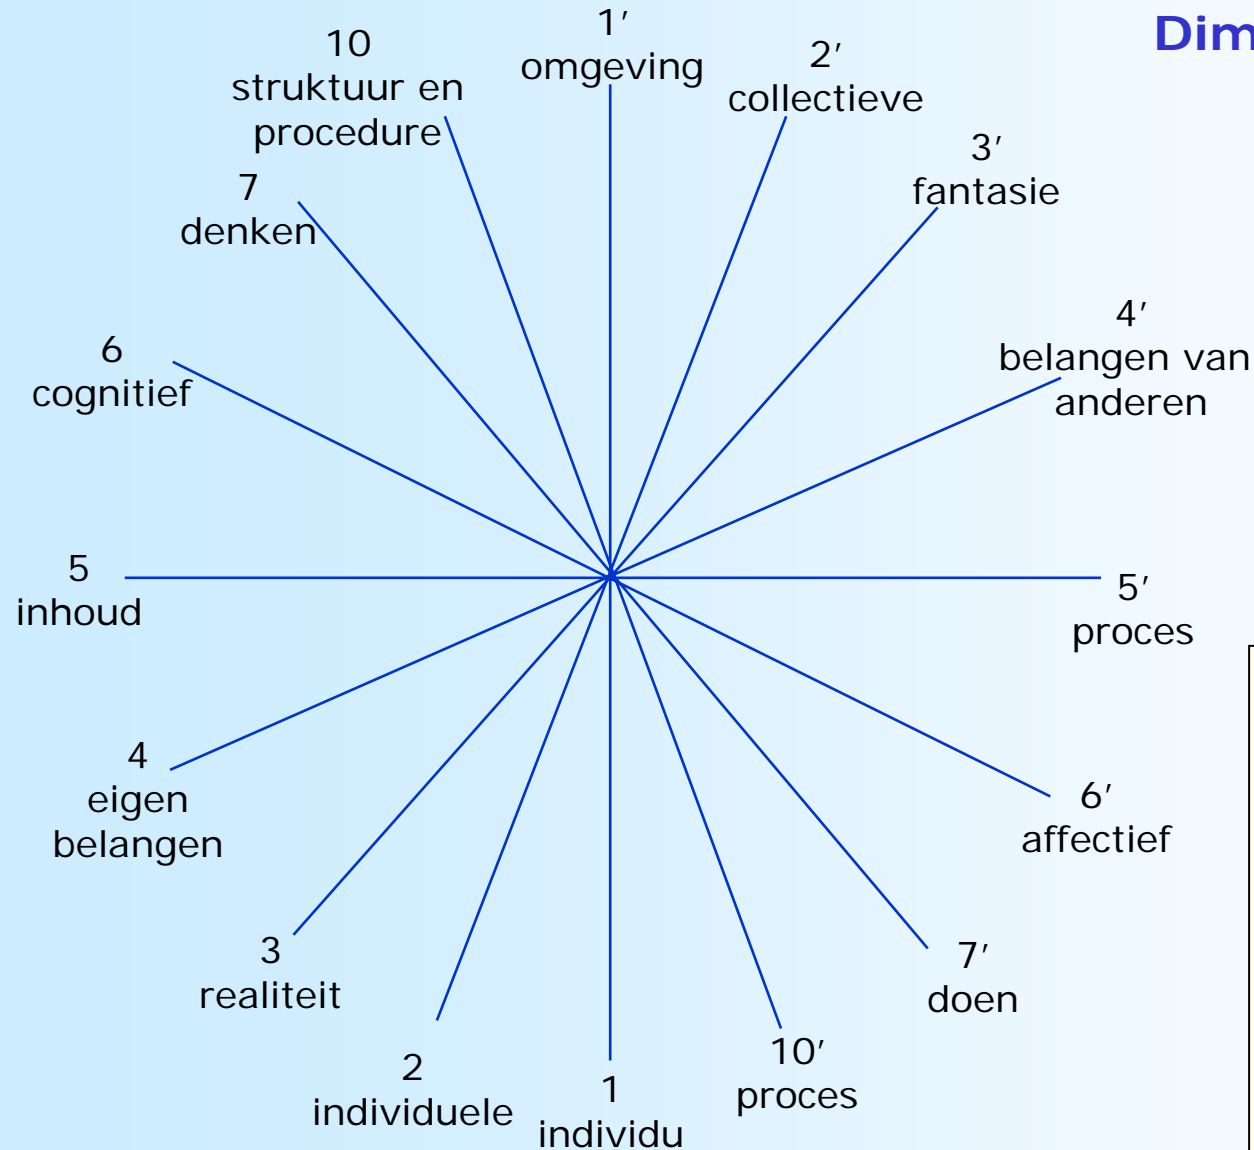 Dim
1′
omgeving
2′
collectieve
3′
fantasie
4′
belangen van
anderen
5′
proces
6′
affectief
7′
doen
10′
proces
1
individu
2
individuele
3
realiteit
4
eigen
belangen
5
inhoud
6
cognitief
7
denken
10
struktuur en
procedure